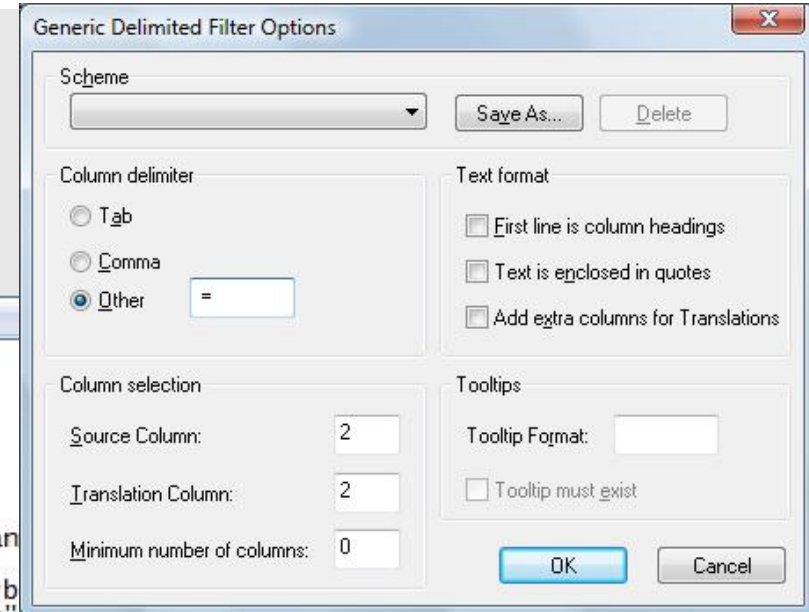 Generic Delimited Filter Options
Scheme
Save As...
Delete
Column delimiter
Tab
Comma
Other
=
Text format
First line is column headings
Text is enclosed in quotes
Add extra columns for Translations
Column selection
Source Column: 2
Translation Column: 2
Minimum number of columns: 0
Tooltips
Tooltip Format:
Tooltip must exist
OK
Cancel